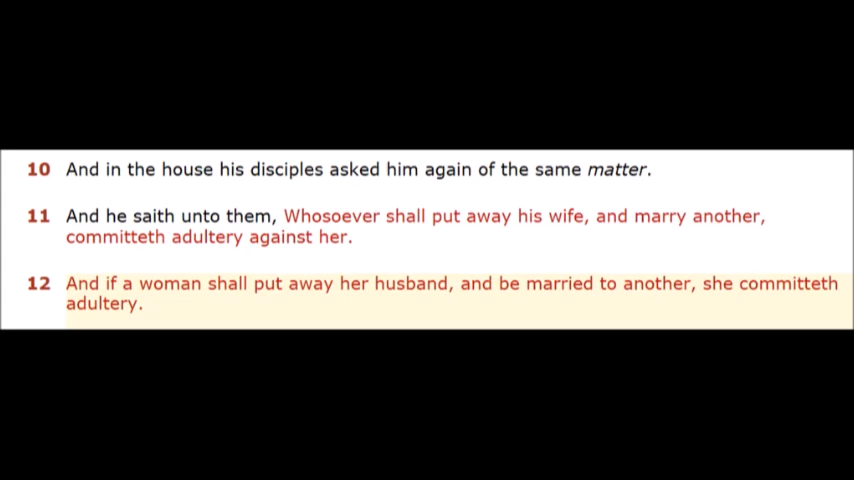 10 And in the house his disciples asked him again of the same matter.
11 And he saith unto them, Whosoever shall put away his wife, and marry another,
committeth adultery against her.
12 And if a woman shall put away her husband, and be married to another, she committeth
adultery.